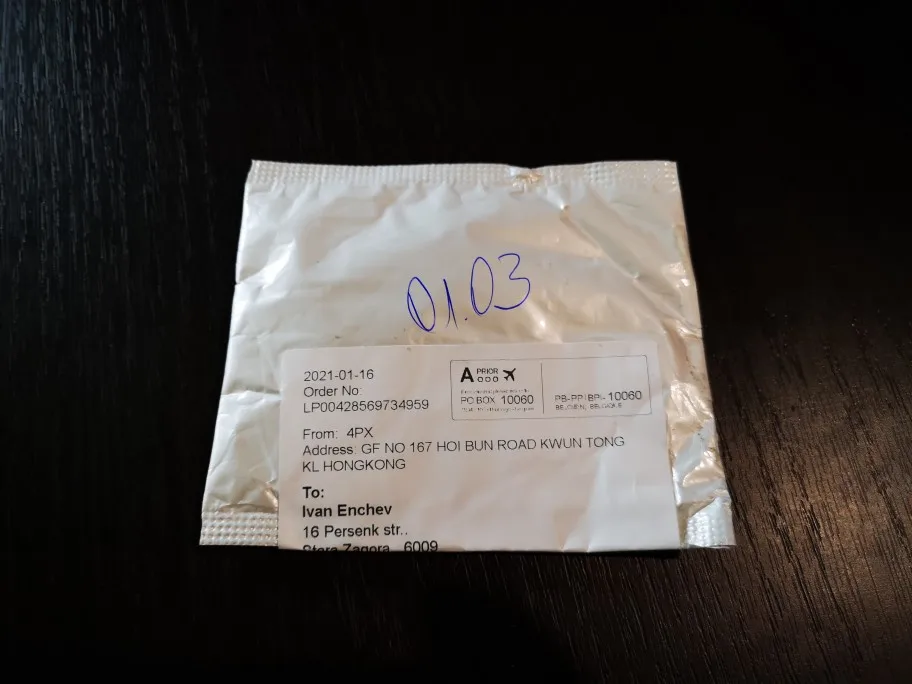 01.03
2021-01-16
Order No:
LP00428569734959
A PRIOR
PO BOX 10060
PB-PP|BPI- 10060
BELGIE(N), BELGIQUE
From: 4PX
Address: GF NO 167 HOI BUN ROAD KWUN TONG
KL HONGKONG
To:
Ivan Enchev
16 Persenk str..
Stara Zagora, 6009